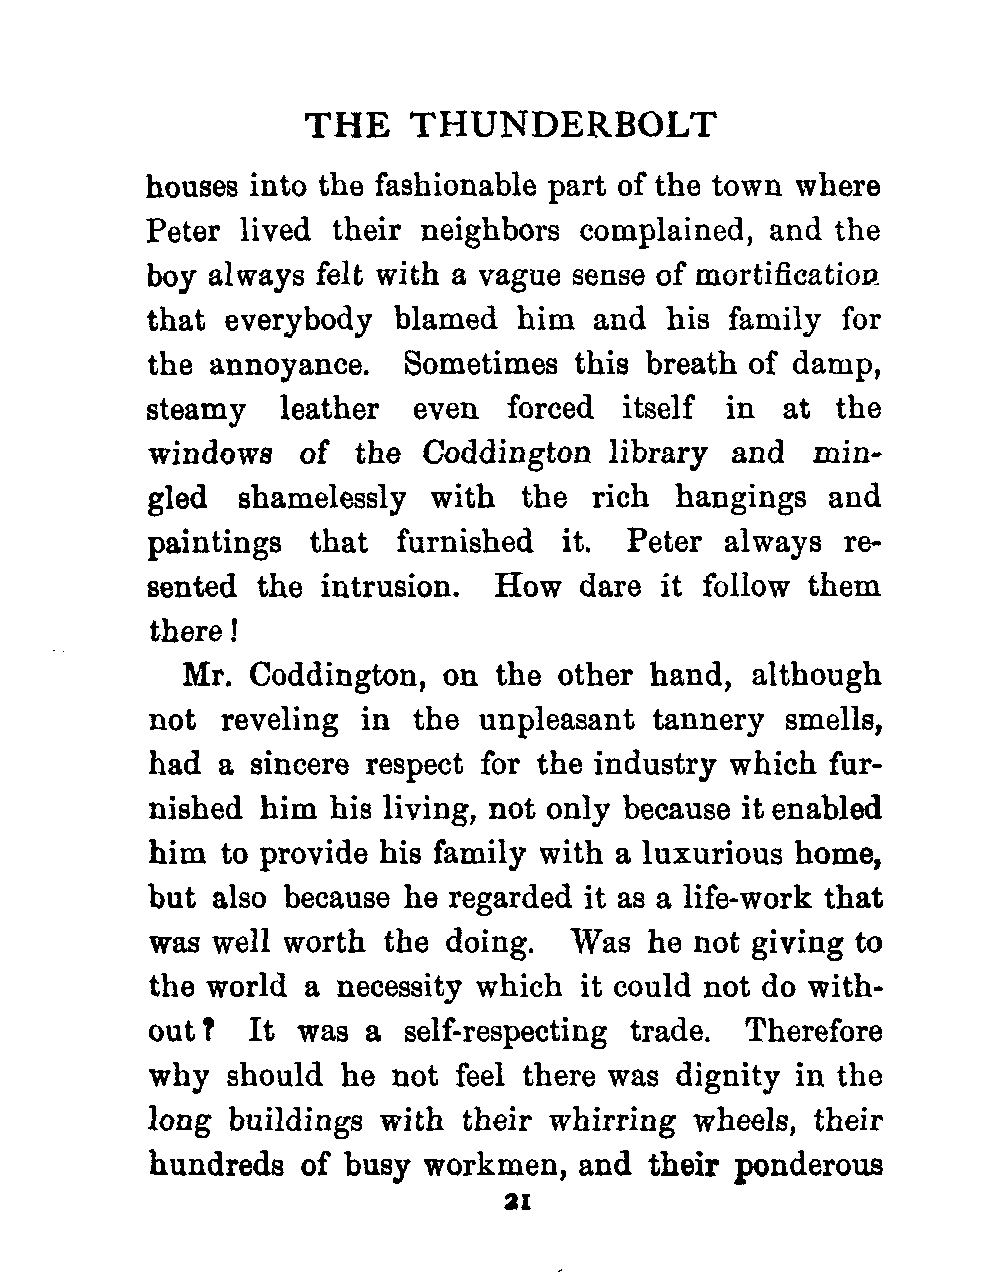 THE THUNDERBOLT
houses into the fashionable part of the town where
Peter lived their neighbors complained, and the
boy always felt with a vague sense of mortification
that everybody blamed him and his family for
the annoyance. Sometimes this breath of damp,
steamy leather even forced itself in at the
windows of the Coddington library and min-
gled shamelessly with the rich hangings and
paintings that furnished it. Peter always re-
sented the intrusion. How dare it follow them
there!
Mr. Coddington, on the other hand, although
not reveling in the unpleasant tannery smells,
had a sincere respect for the industry which fur-
nished him his living, not only because it enabled
him to provide his family with a luxurious home,
but also because he regarded it as a life-work that
was well worth the doing. Was he not giving to
the world a necessity which it could not do with-
out? It was a self-respecting trade. Therefore
why should he not feel there was dignity in the
long buildings with their whirring wheels, their
hundreds of busy workmen, and their ponderous
21